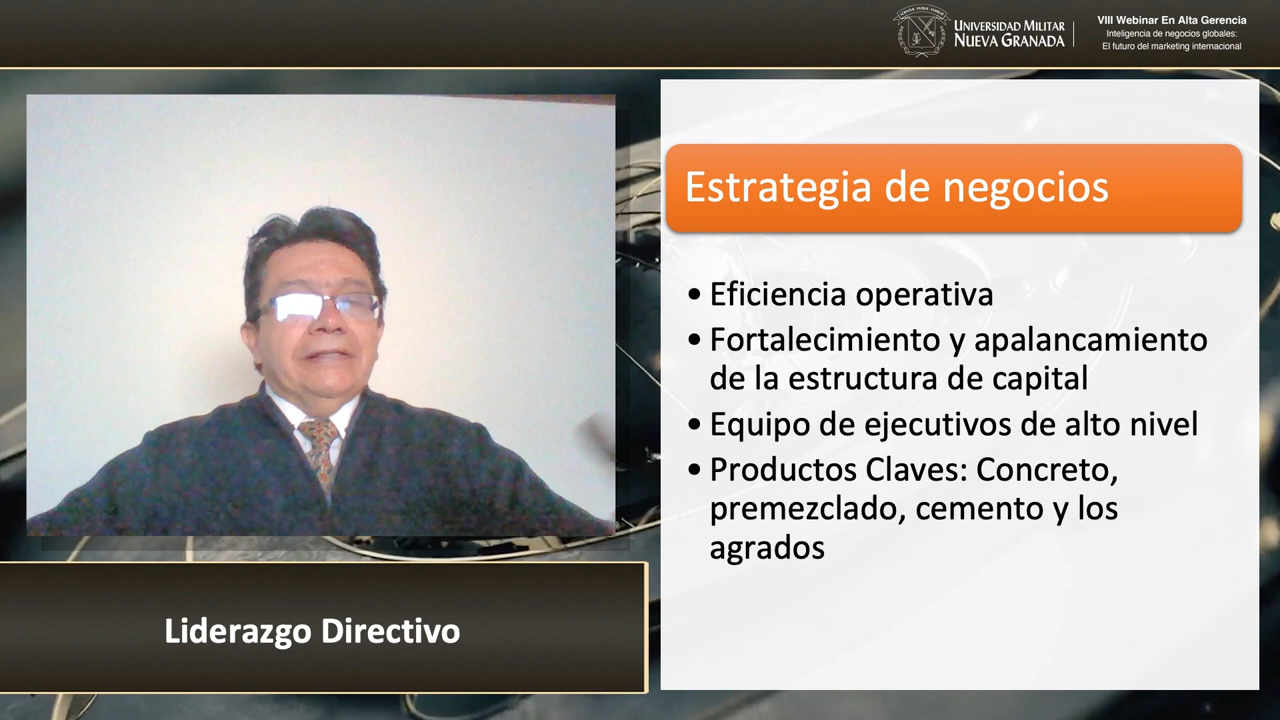 UNIVERSIDAD MILITAR
NUEVA GRANADA
VIII Webinar En Alta Gerencia
Inteligencia de negocios globales:
El futuro del marketing internacional
Estrategia de negocios
• Eficiencia operativa
• Fortalecimiento y apalancamiento
de la estructura de capital
• Equipo de ejecutivos de alto nivel
• Productos Claves: Concreto,
premezclado, cemento y los
agrados
Liderazgo Directivo